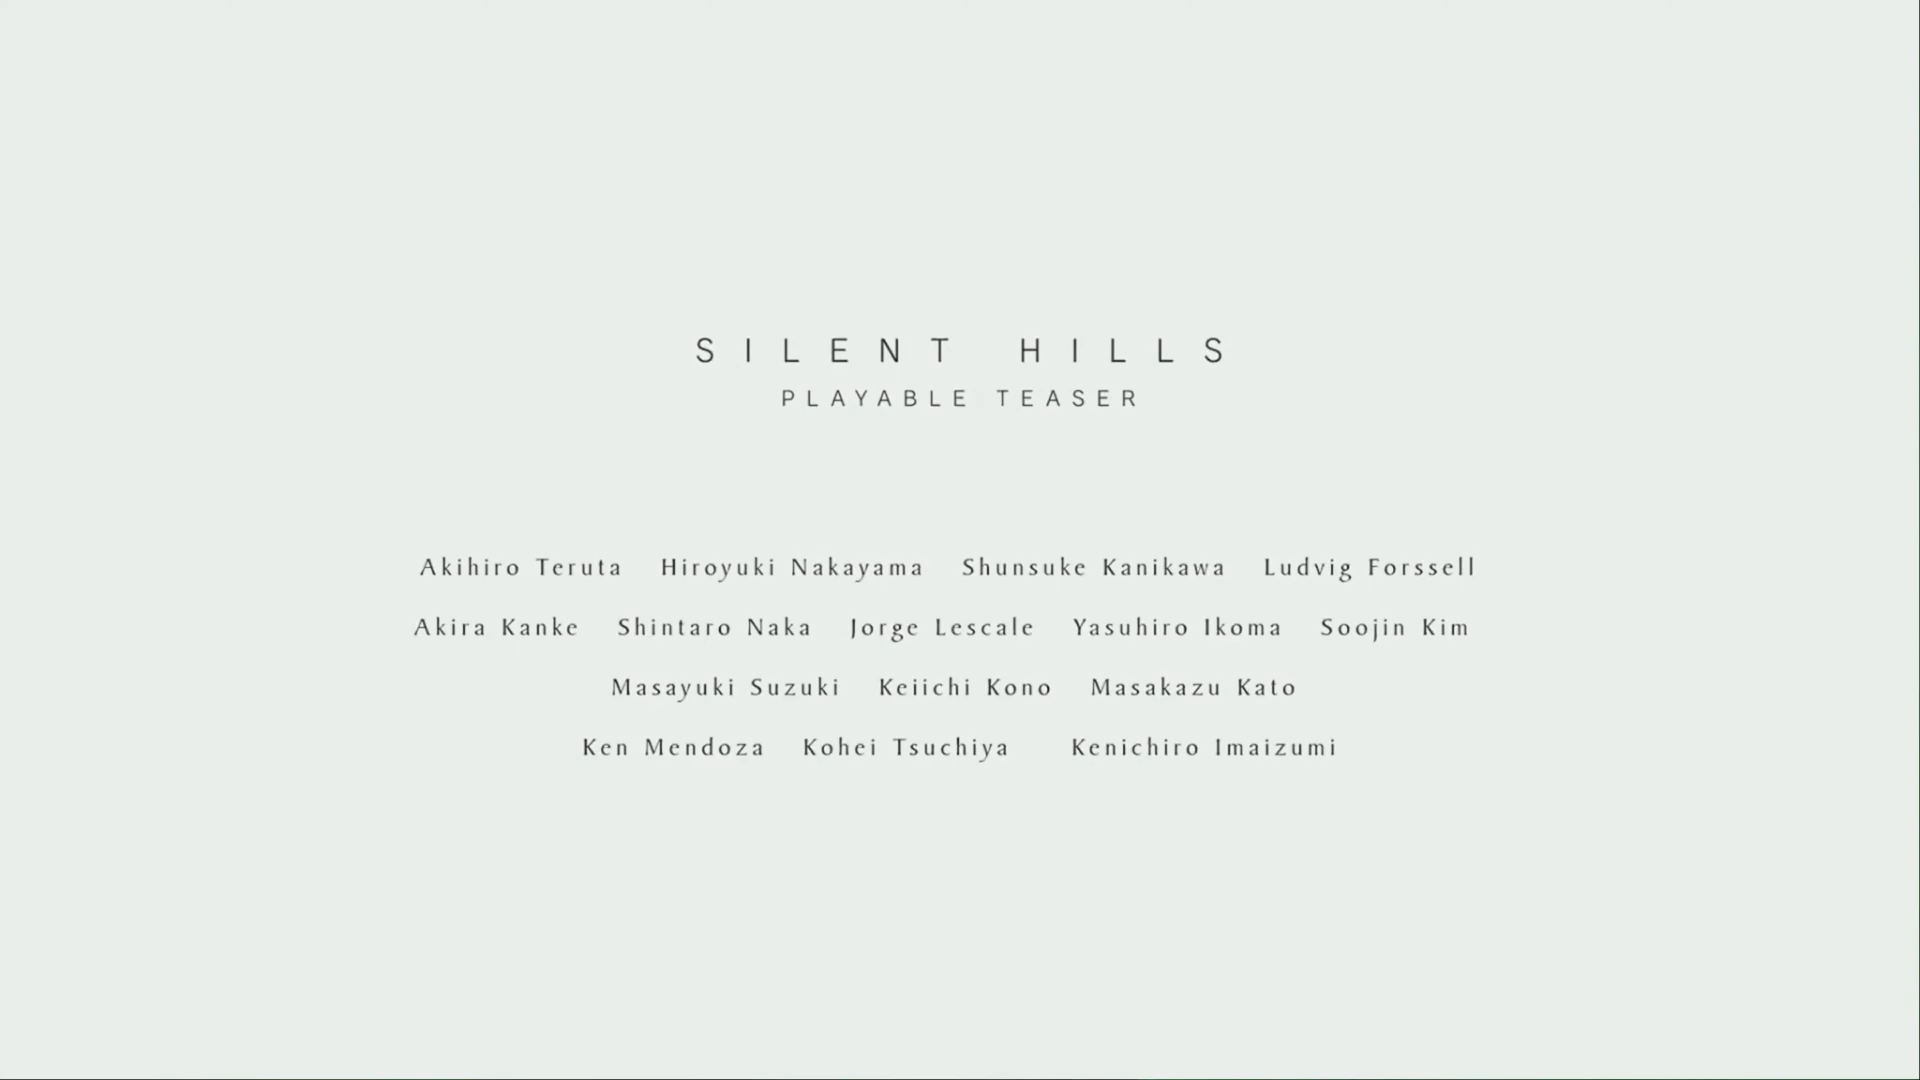 SILENT HILLS
PLAYABLE TEASER
Akihiro Teruta Hiroyuki Nakayama Shunsuke Kanikawa Ludvig Forssell
Akira Kanke Shintaro Naka Jorge Lescale Yasuhiro Ikoma Soojin Kim
Masayuki Suzuki Keiichi Kono Masakazu Kato
Ken Mendoza Kohei Tsuchiya Kenichiro Imaizumi